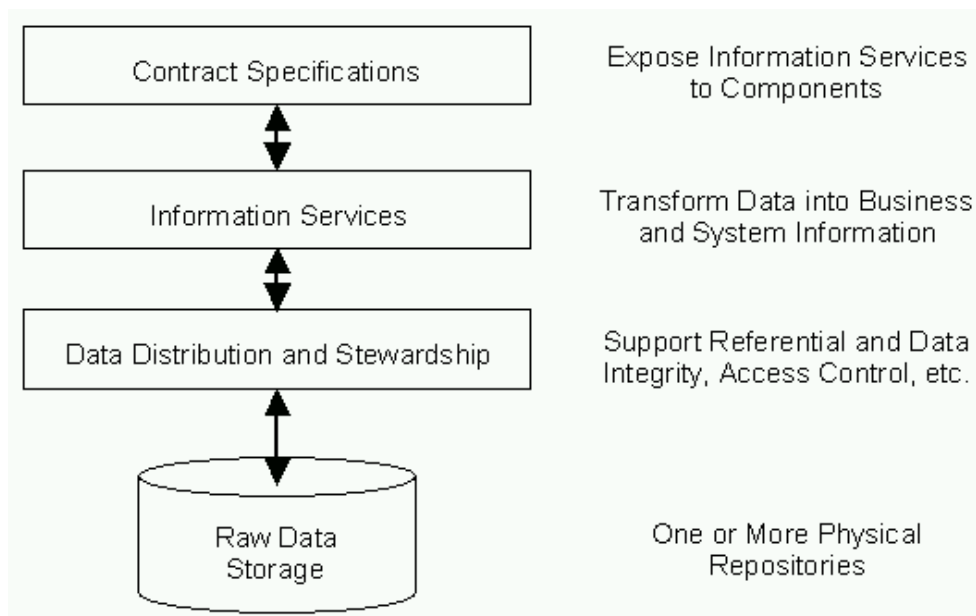 Contract Specifications
Expose Information Services
to Components
Information Services
Transform Data into Business
and System Information
Data Distribution and Stewardship
Support Referential and Data
Integrity, Access Control, etc.
Raw Data
Storage
One or More Physical
Repositories